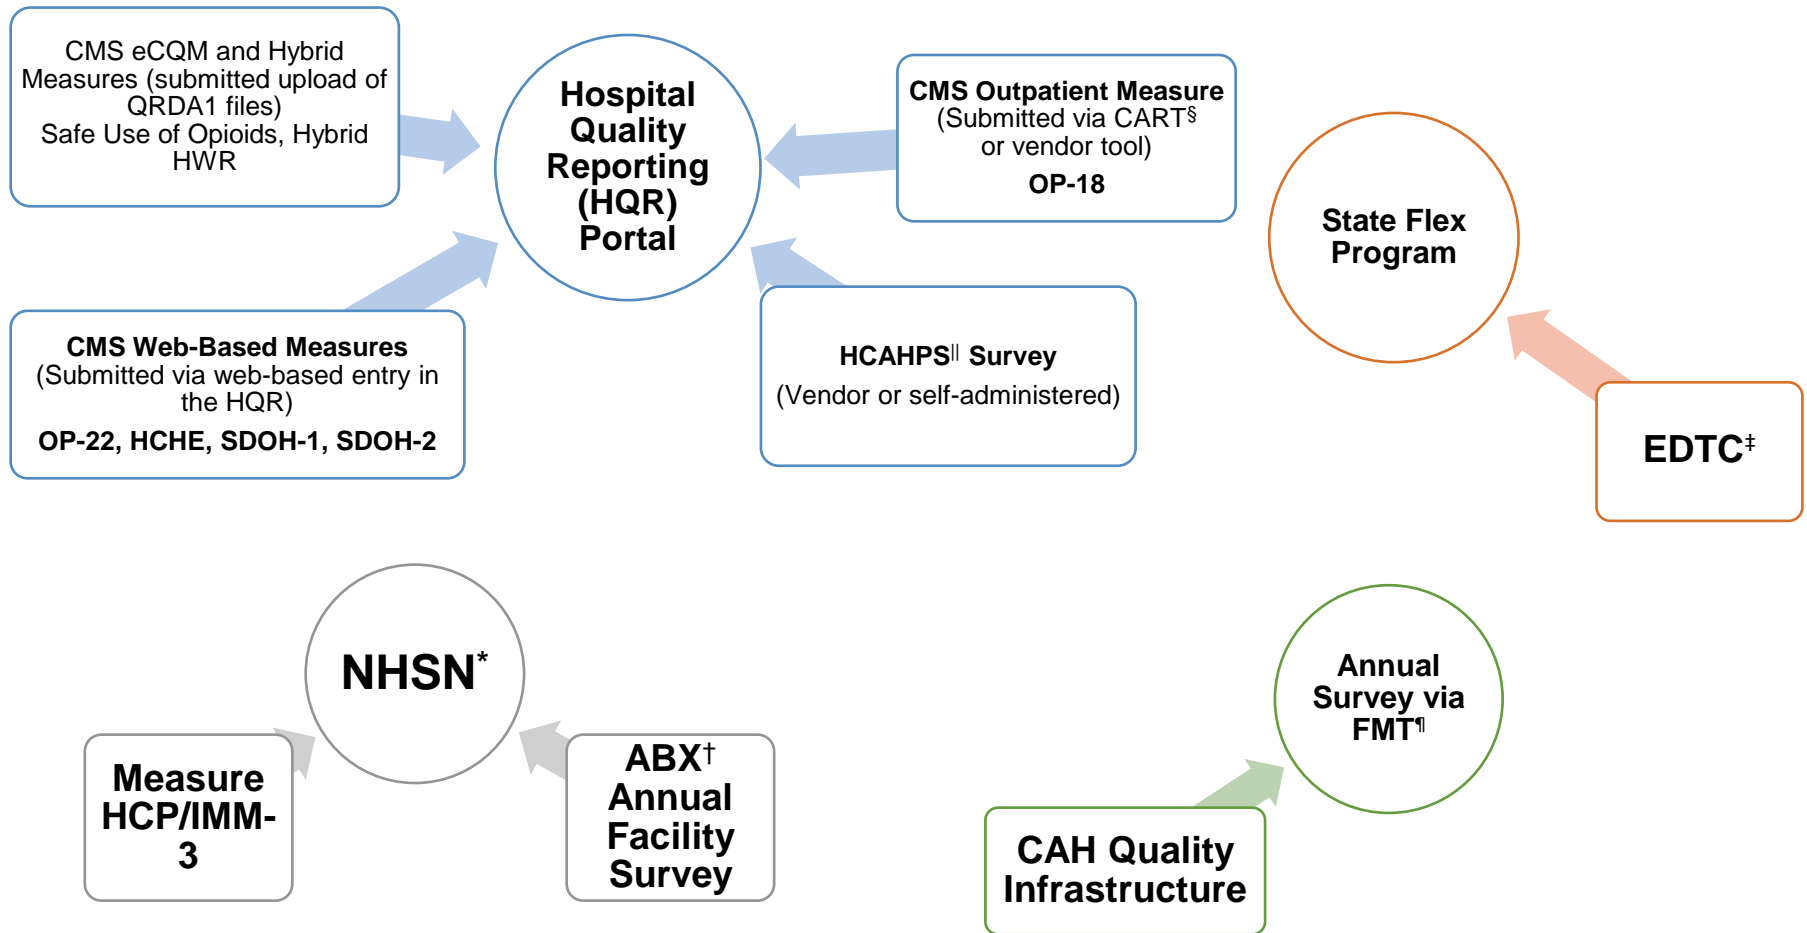 CMS eCQM and Hybrid
Measures (submitted upload of
QRDA1 files)
Safe Use of Opioids, Hybrid
HWR
Hospital
Quality
Reporting
(HQR)
Portal
CMS Outpatient Measure
(Submitted via CART§
or vendor tool)
OP-18
State Flex
Program
CMS Web-Based Measures
(Submitted via web-based entry in
the HQR)
OP-22, HCHE, SDOH-1, SDOH-2
HCAHPS|| Survey
(Vendor or self-administered)
EDTC‡
NHSN*
Measure
HCP/IMM-
3
ABX†
Annual
Facility
Survey
Annual
Survey via
FMT¶
CAH Quality
Infrastructure